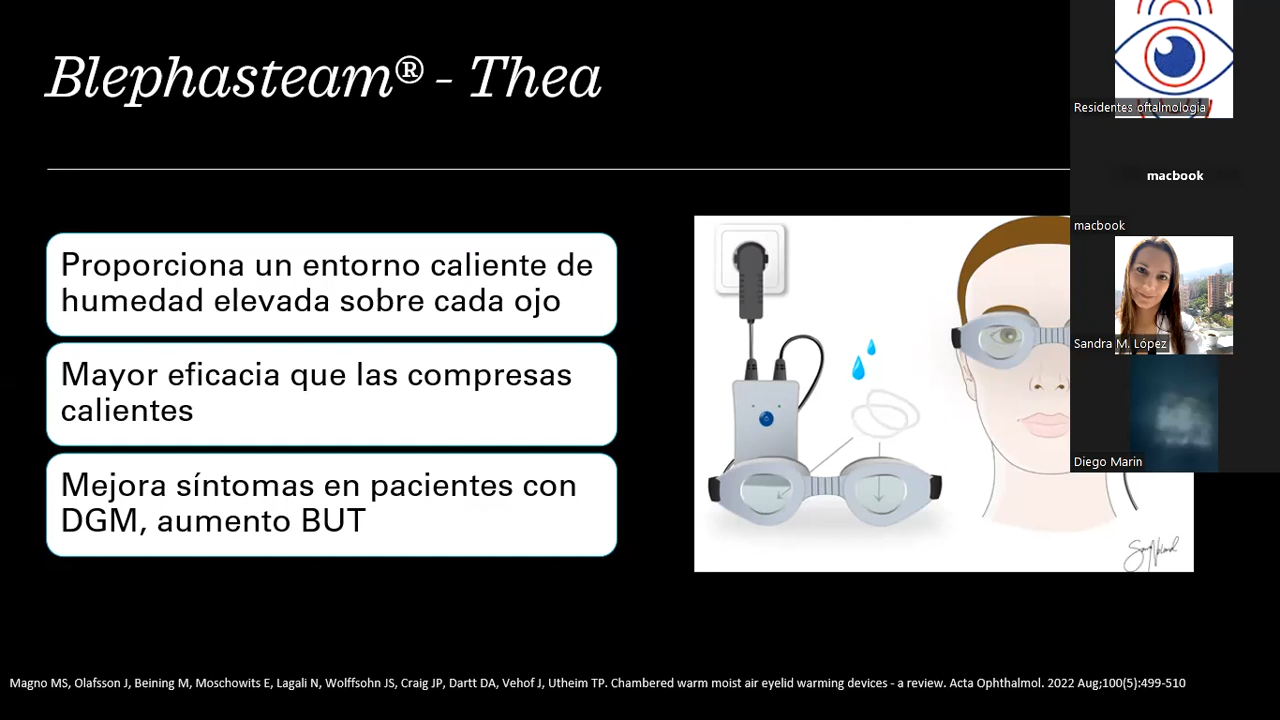 Blephasteam® - Thea
Proporciona un entorno caliente de
humedad elevada sobre cada ojo
Mayor eficacia que las compresas
calientes
Mejora síntomas en pacientes con
DGM, aumento BUT
Magno MS, Olafsson J, Beining M, Moschowits E, Lagali N, Wolffsohn JS, Craig JP, Dartt DA, Vehof J, Utheim TP. Chambered warm moist air eyelid warming devices - a review. Acta Ophthalmol. 2022 Aug;100(5):499-510
Residentes oftalmologia
macbook
macbook
Sandra M. López
Diego Marin